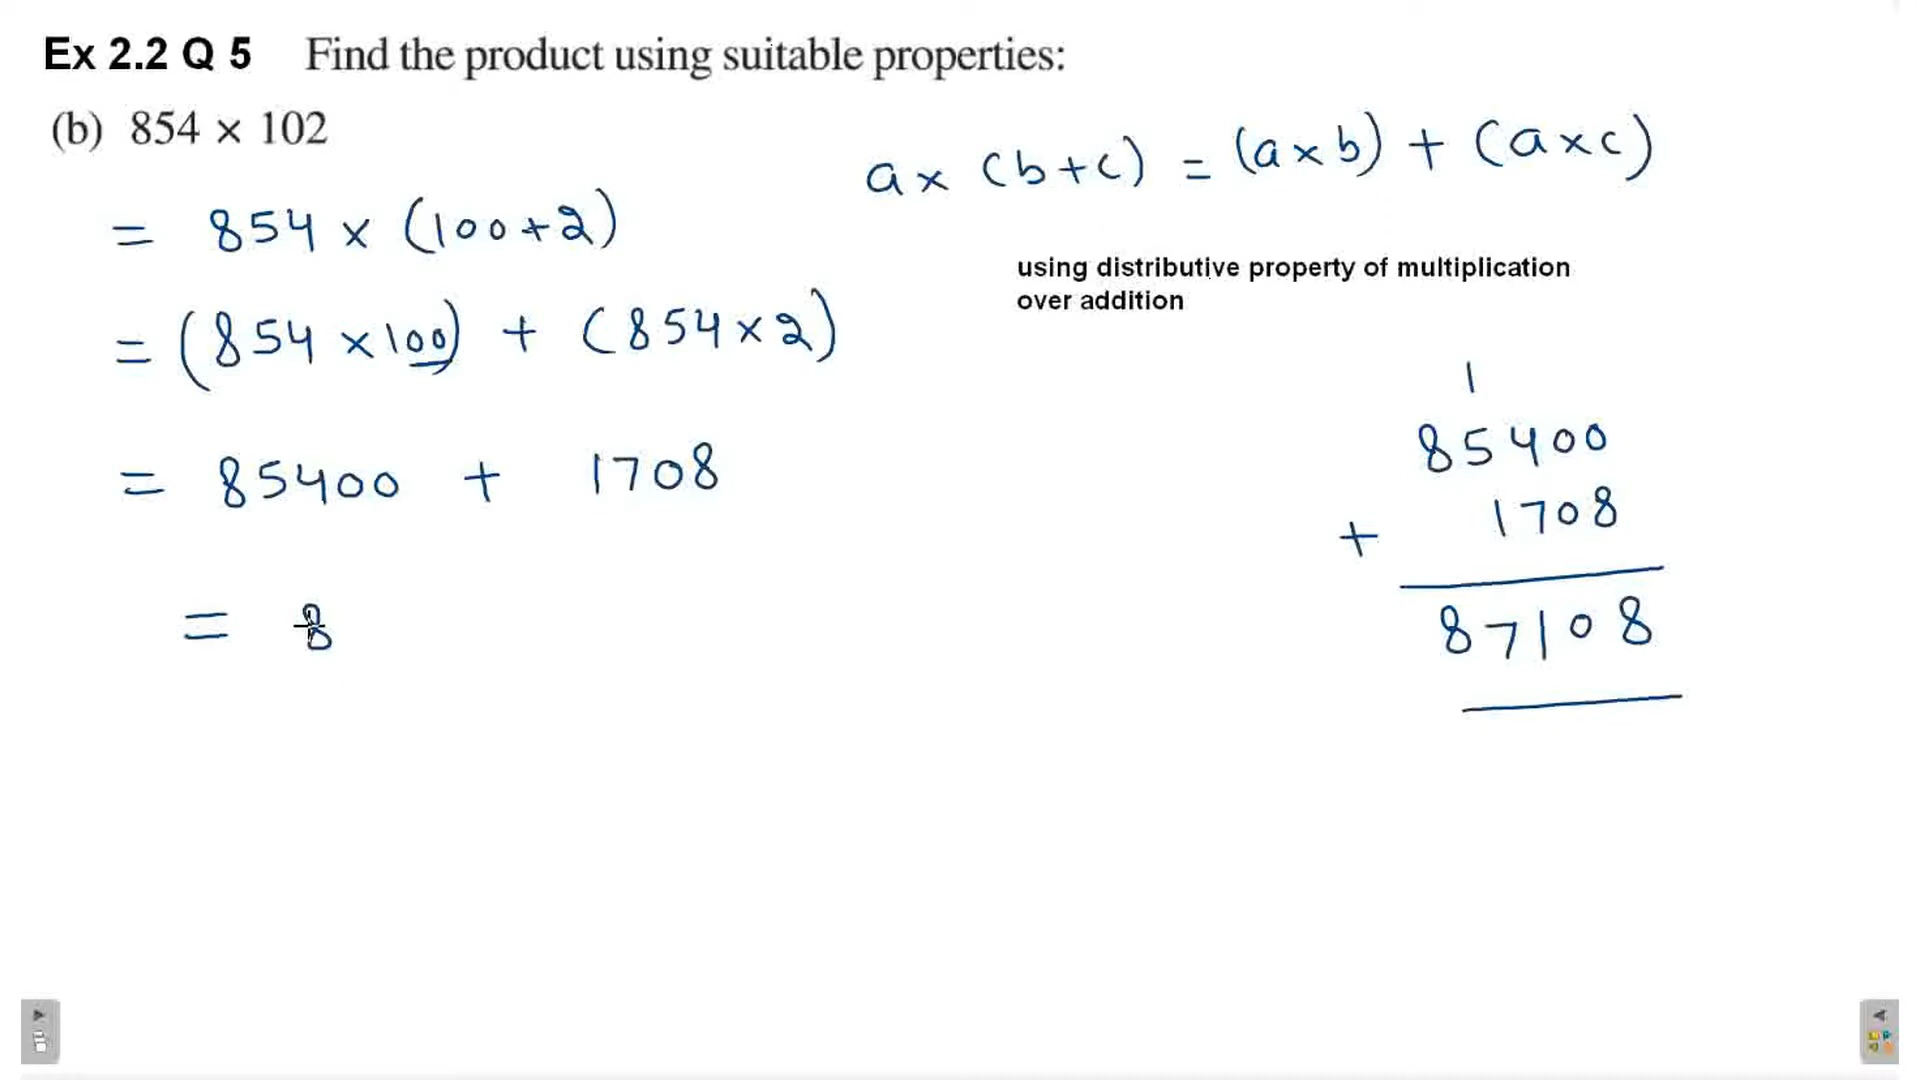 Ex 2.2 Q 5 Find the product using suitable properties:
(b) 854 × 102
a × (b+c) = (a×b) + (a×c)
= 854 × (100+2)
using distributive property of multiplication
over addition
= (854 ×100) + (854×2)
1
85400
= 85400 + 1708
+ 1708
= 8
87108